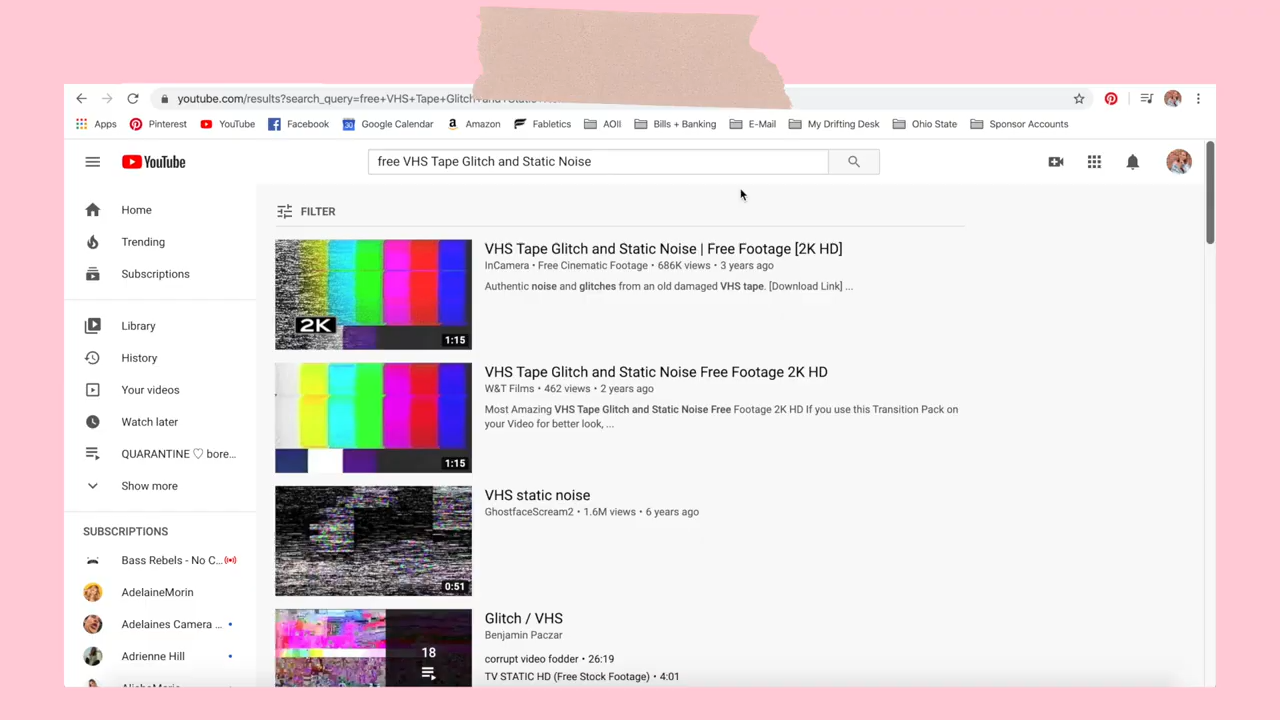 youtube.com/results?search_query=free+VHS+Tape+Glitch+and+Static+
Apps Pinterest YouTube Facebook Google Calendar Amazon Fabletics AOII Bills + Banking E-Mail My Drifting Desk Ohio State Sponsor Accounts
YouTube
free VHS Tape Glitch and Static Noise
Home
Trending
Subscriptions
Library
History
Your videos
Watch later
QUARANTINE ♡ bore...
Show more
SUBSCRIPTIONS
Bass Rebels - No C...
AdelaineMorin
Adelaines Camera ...
Adrienne Hill
FILTER
2K
1:15
VHS Tape Glitch and Static Noise | Free Footage [2K HD]
InCamera • Free Cinematic Footage • 686K views • 3 years ago
Authentic noise and glitches from an old damaged VHS tape. [Download Link] ...
1:15
VHS Tape Glitch and Static Noise Free Footage 2K HD
W&T Films • 462 views • 2 years ago
Most Amazing VHS Tape Glitch and Static Noise Free Footage 2K HD If you use this Transition Pack on
your Video for better look, ...
0:51
VHS static noise
GhostfaceScream2 • 1.6M views • 6 years ago
18
Glitch / VHS
Benjamin Paczar
corrupt video fodder • 26:19
TV STATIC HD (Free Stock Footage) • 4:01